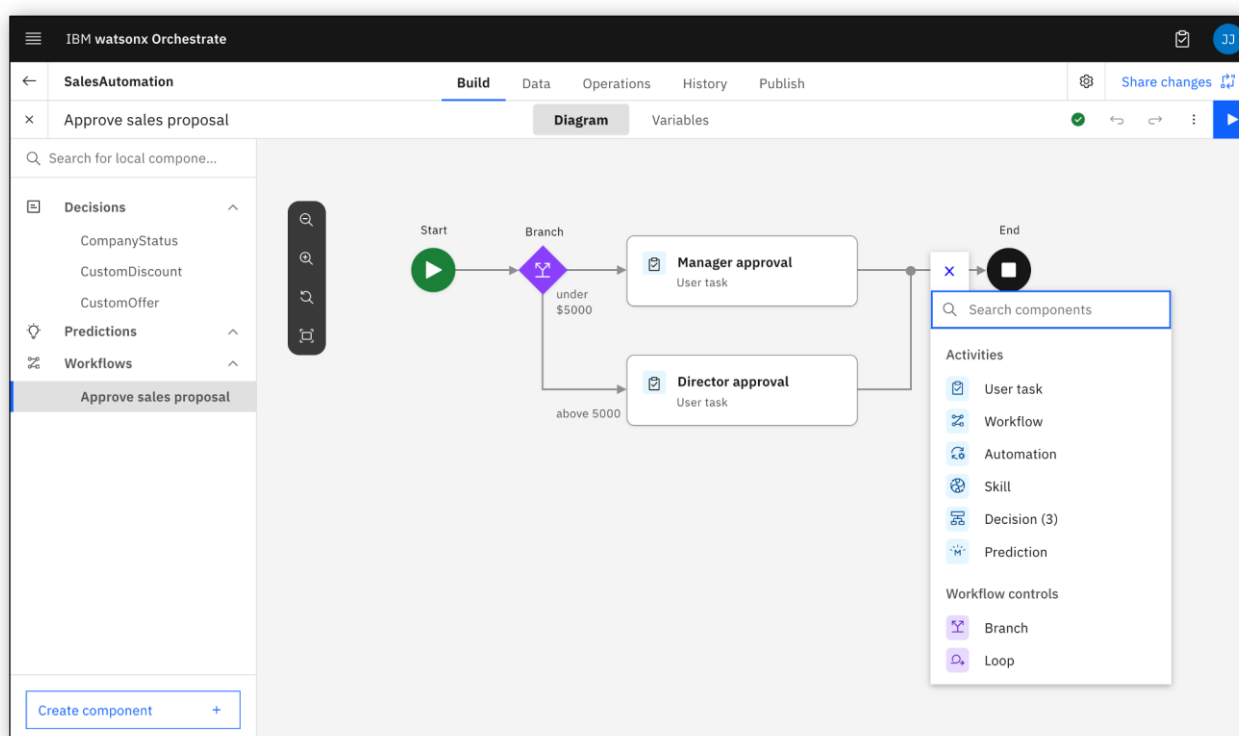 IBM watsonx Orchestrate
JJ
SalesAutomation
Build
Data
Operations
History
Publish
Share changes
Approve sales proposal
Diagram
Variables
Search for local compone...
Decisions
CompanyStatus
CustomDiscount
CustomOffer
Predictions
Workflows
Approve sales proposal
Create component +
Start
Branch
under
$5000
above 5000
Manager approval
User task
Director approval
User task
End
Search components
Activities
User task
Workflow
Automation
Skill
Decision (3)
Prediction
Workflow controls
Branch
Loop